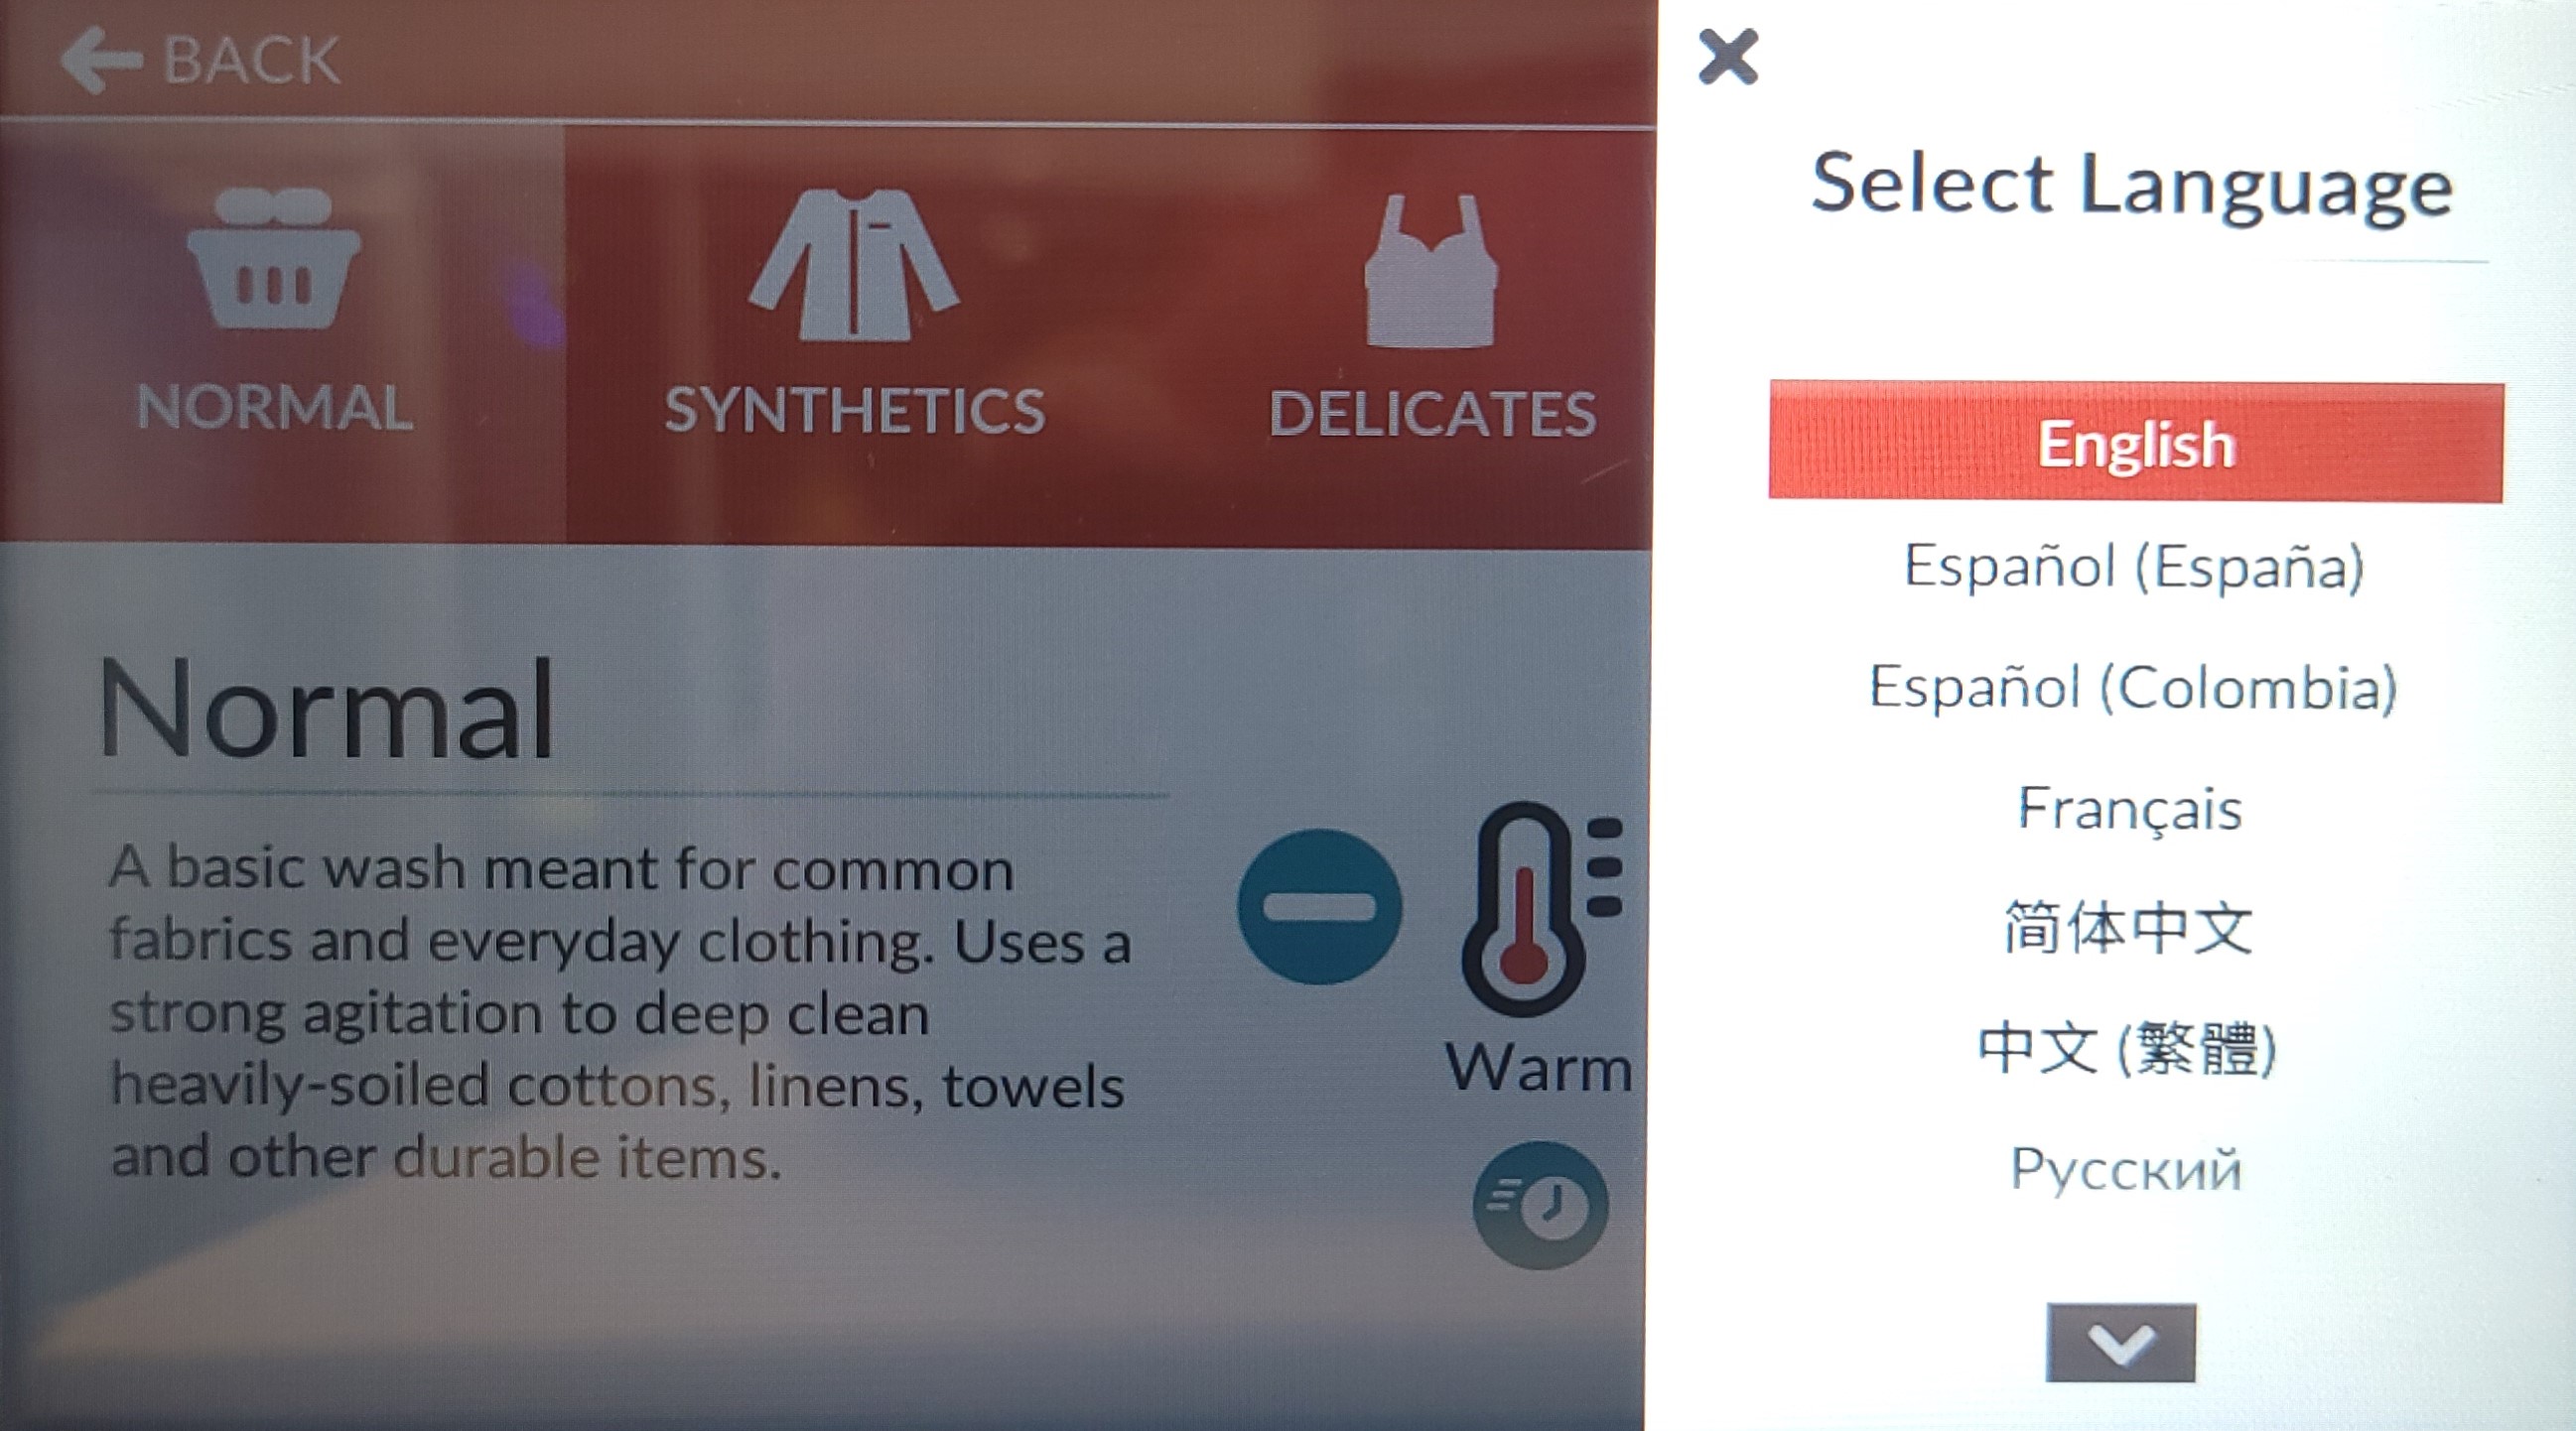 BACK
NORMAL
SYNTHETICS
DELICATES
Normal
A basic wash meant for common
fabrics and everyday clothing. Uses a
strong agitation to deep clean
heavily-soiled cottons, linens, towels
and other durable items.
Warm
Select Language
English
Español (España)
Español (Colombia)
Français
简体中文
中文 (繁體)
Русский